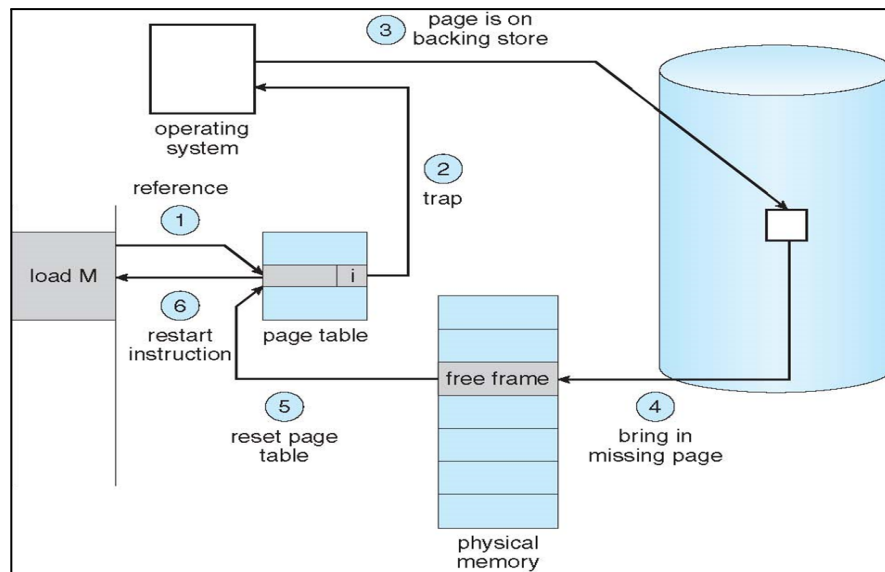 3
page is on
backing store
operating
system
2
trap
reference
1
load M
i
6
restart
instruction
page table
free frame
5
reset page
table
4
bring in
missing page
physical
memory